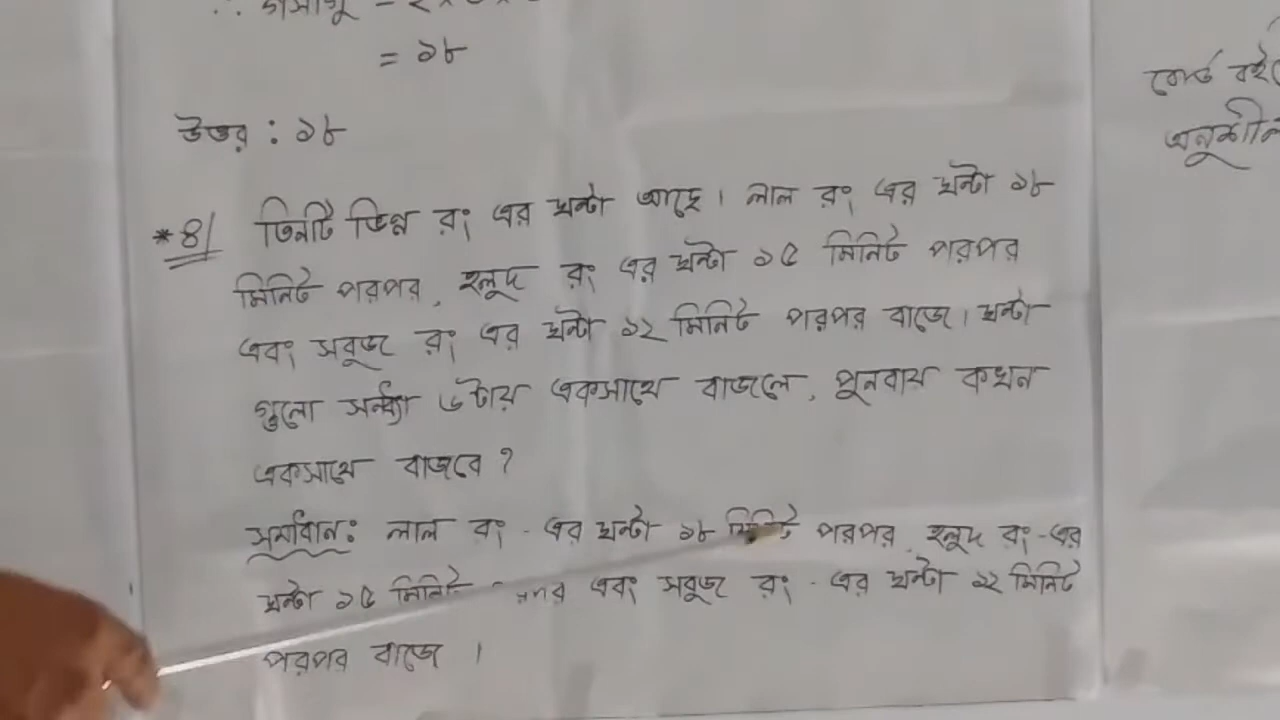 = ১৮
উত্তর : ১৮
বোর্ড বই
*৪| তিনটি ভিন্ন রং এর ঘন্টা আছে। লাল রং এর ঘন্টা ১৮
মিনিট পরপর, হলুদ রং এর ঘন্টা ১৫ মিনিট পরপর
এবং সবুজ রং এর ঘন্টা ১২ মিনিট পরপর বাজে। ঘন্টা
গুলো সন্ধ্যা ৬টায় একসাথে বাজলে, পুনরায় কখন
একসাথে বাজবে ?
সমাধান: লাল রং - এর ঘন্টা ১৮ মিনিট পরপর, হলুদ রং-এর
ঘন্টা ১৫ মিনিট এবং সবুজ রং - এর ঘন্টা ১২ মিনিট
পরপর বাজে ।